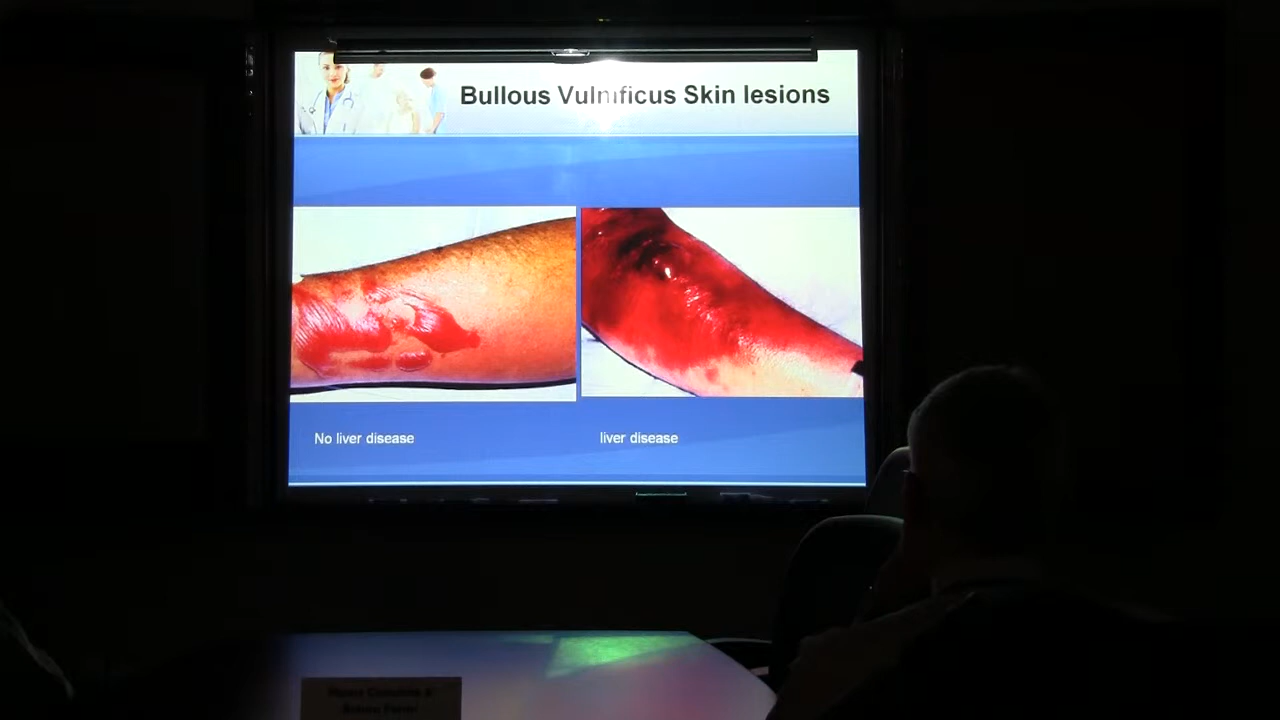 Bullous Vulnificus Skin lesions
No liver disease
liver disease